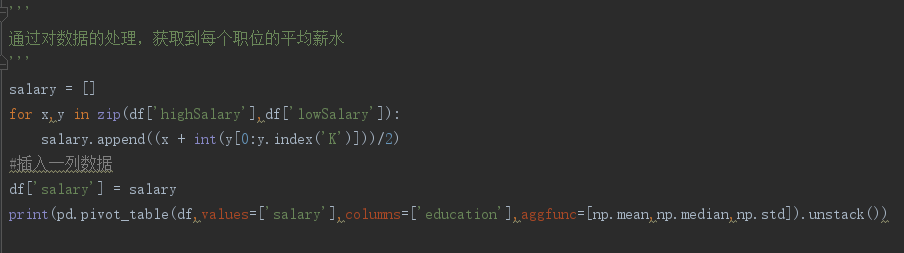 '''
通过对数据的处理, 获取到每个职位的平均薪水
'''
salary = []
for x,y in zip(df['highSalary'],df['lowSalary']):
    salary.append((x + int(y[0:y.index('K')]))/2)
#插入一列数据
df['salary'] = salary
print(pd.pivot_table(df,values=['salary'],columns=['education'],aggfunc=[np.mean,np.median,np.std]).unstack())